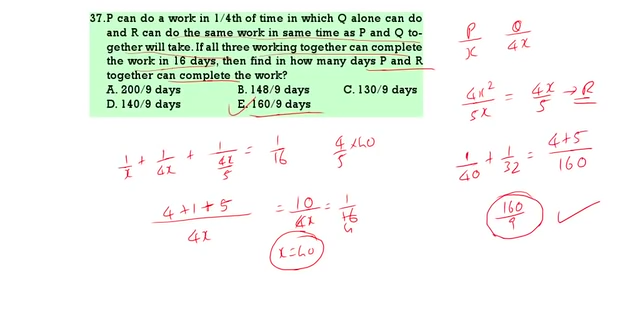 37.P can do a work in 1/4th of time in which Q alone can do
and R can do the same work in same time as P and Q to-
gether will take. If all three working together can complete
the work in 16 days, then find in how many days P and R
together can complete the work?
A. 200/9 days B. 148/9 days C. 130/9 days
D. 140/9 days E. 160/9 days
P/x Q/4x
4x²/5x = 4x/5 → R
1/x + 1/4x + 1/(4x/5) = 1/16
4/5 × 40
1/40 + 1/32 = (4+5)/160
(4+1+5)/4x = 10/4x = 1/16
4
x = 40
160/9